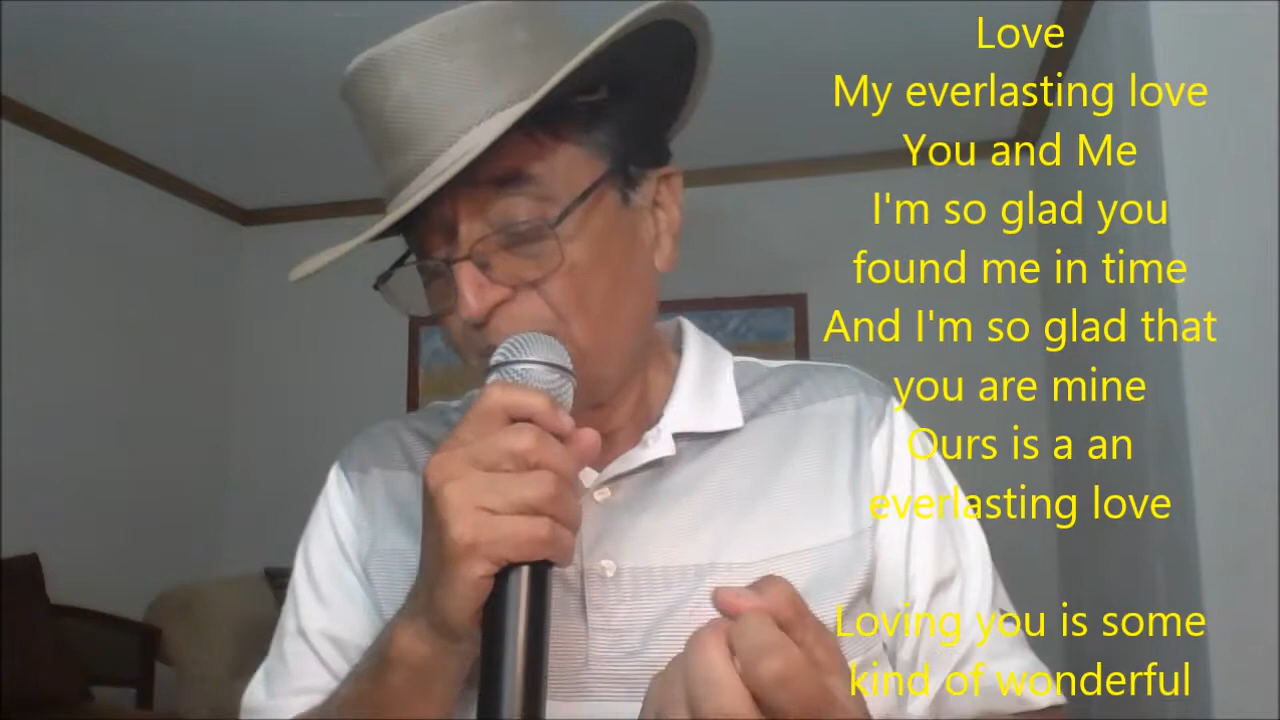 Love
My everlasting love
You and Me
I'm so glad you
found me in time
And I'm so glad that
you are mine
Ours is a an
everlasting love
Loving you is some
kind of wonderful